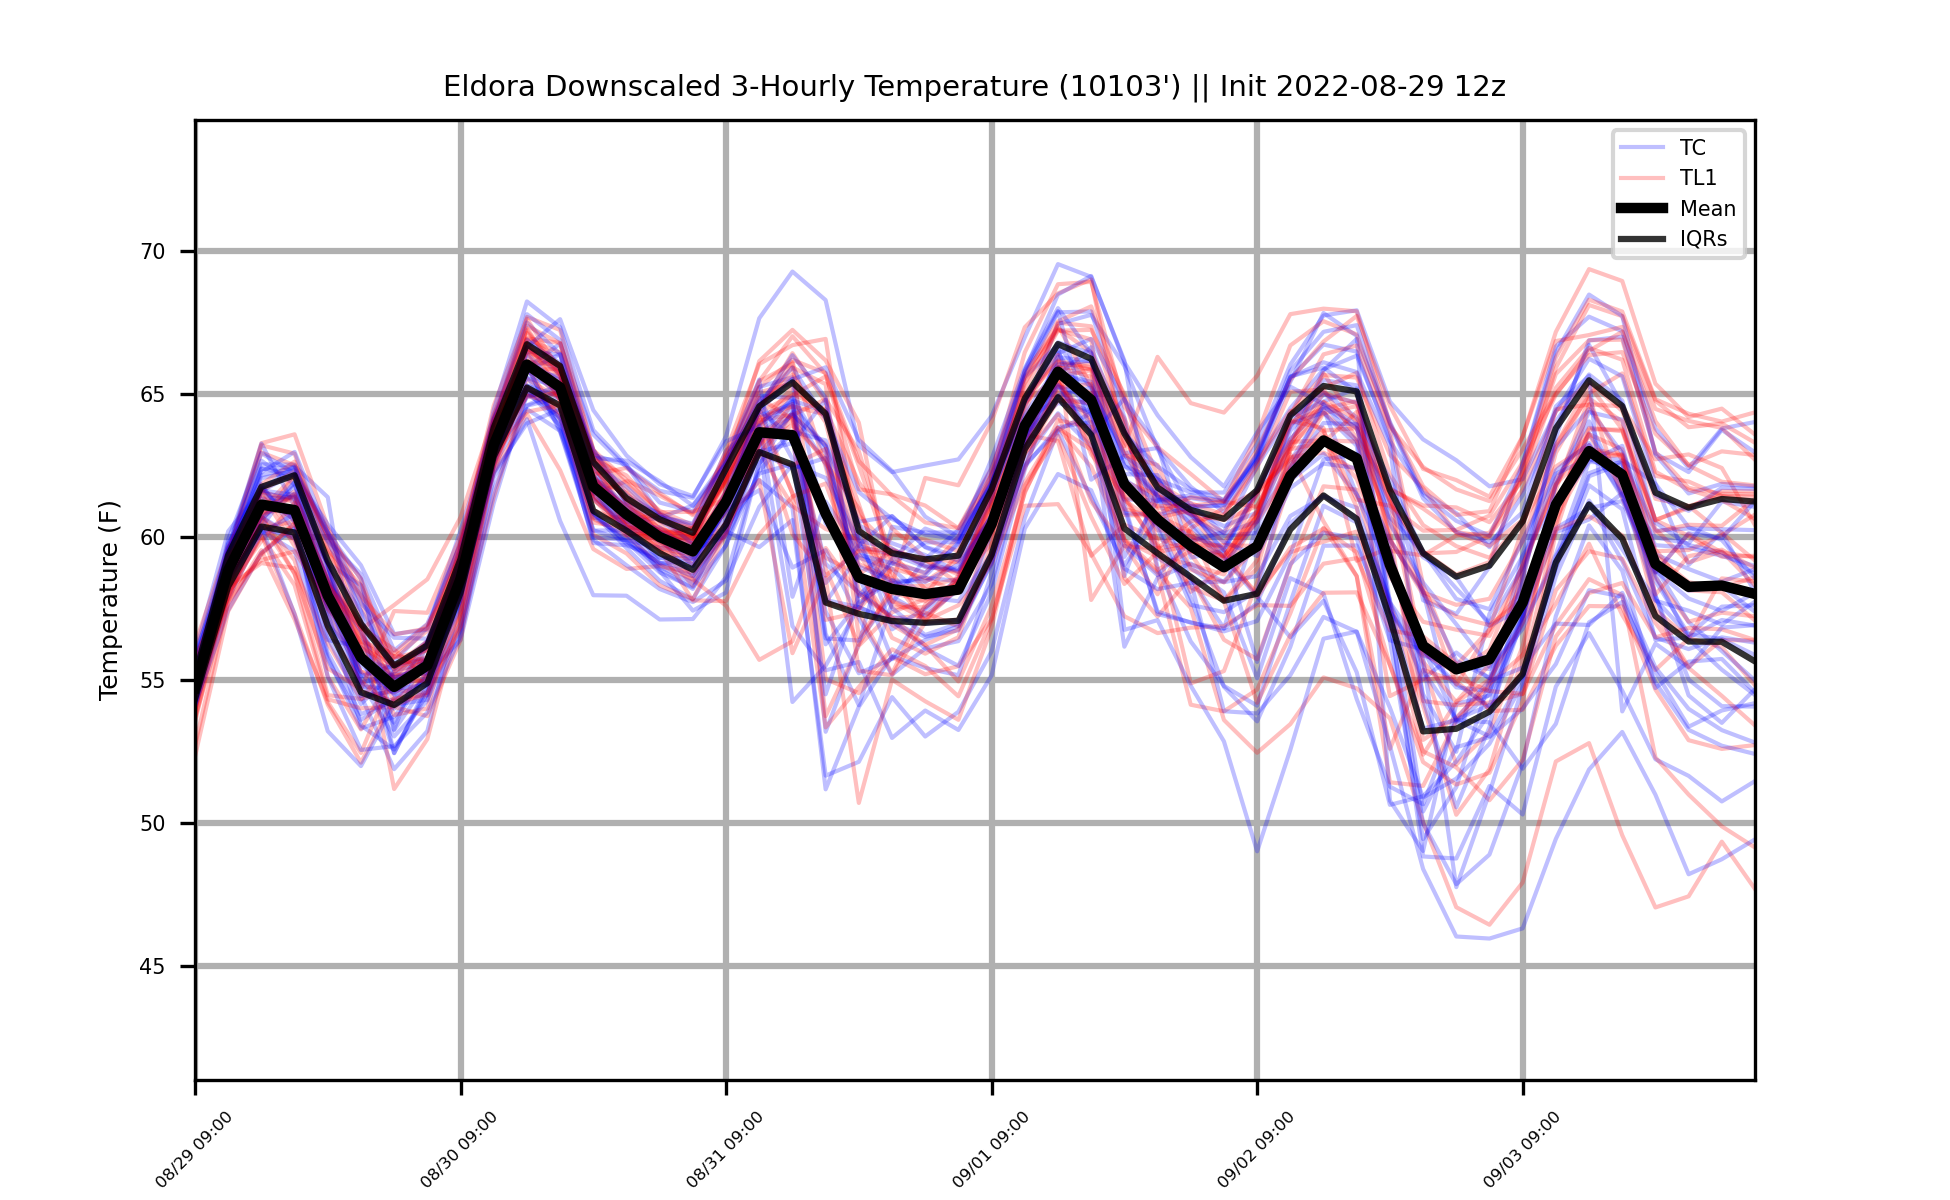 Eldora Downscaled 3-Hourly Temperature (10103') || Init 2022-08-29 12z
TC
TL1
Mean
IQRs
Temperature (F)
70
65
60
55
50
45
08/29 09:00
08/30 09:00
08/31 09:00
09/01 09:00
09/02 09:00
09/03 09:00